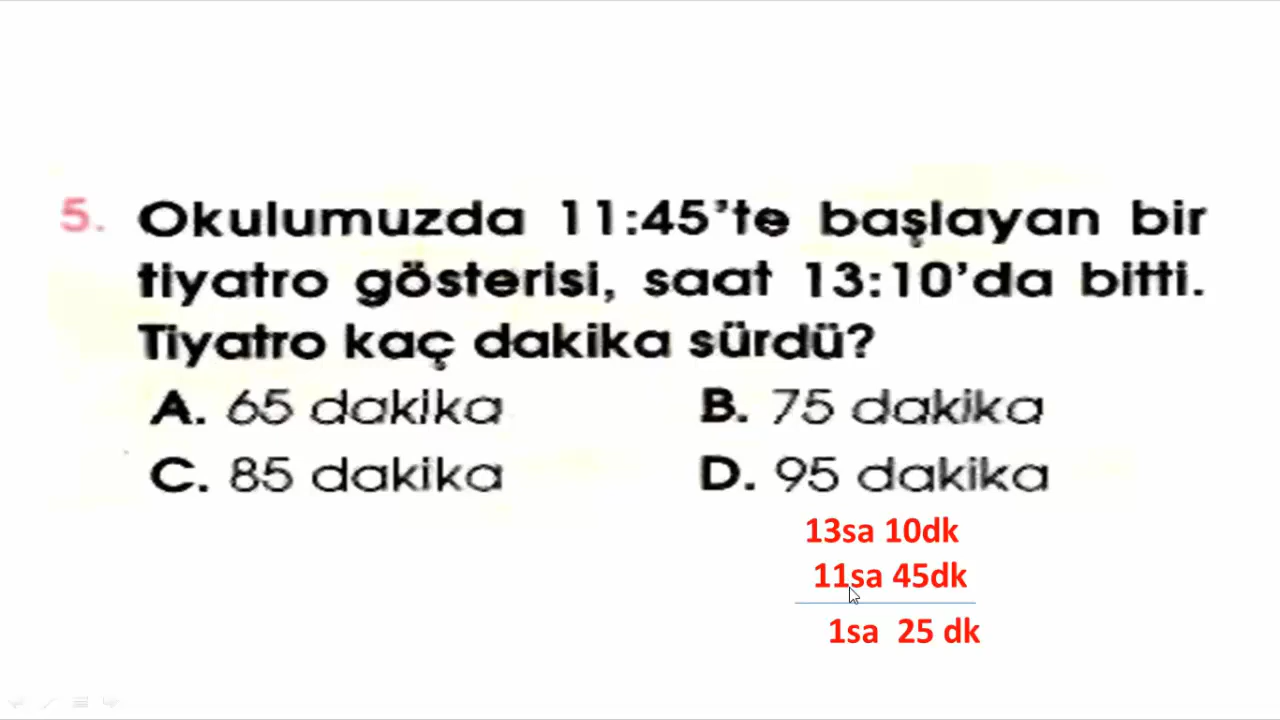 5. Okulumuzda 11:45’te başlayan bir
tiyatro gösterisi, saat 13:10’da bitti.
Tiyatro kaç dakika sürdü?
A. 65 dakika B. 75 dakika
C. 85 dakika D. 95 dakika
13sa 10dk
11sa 45dk
1sa 25 dk